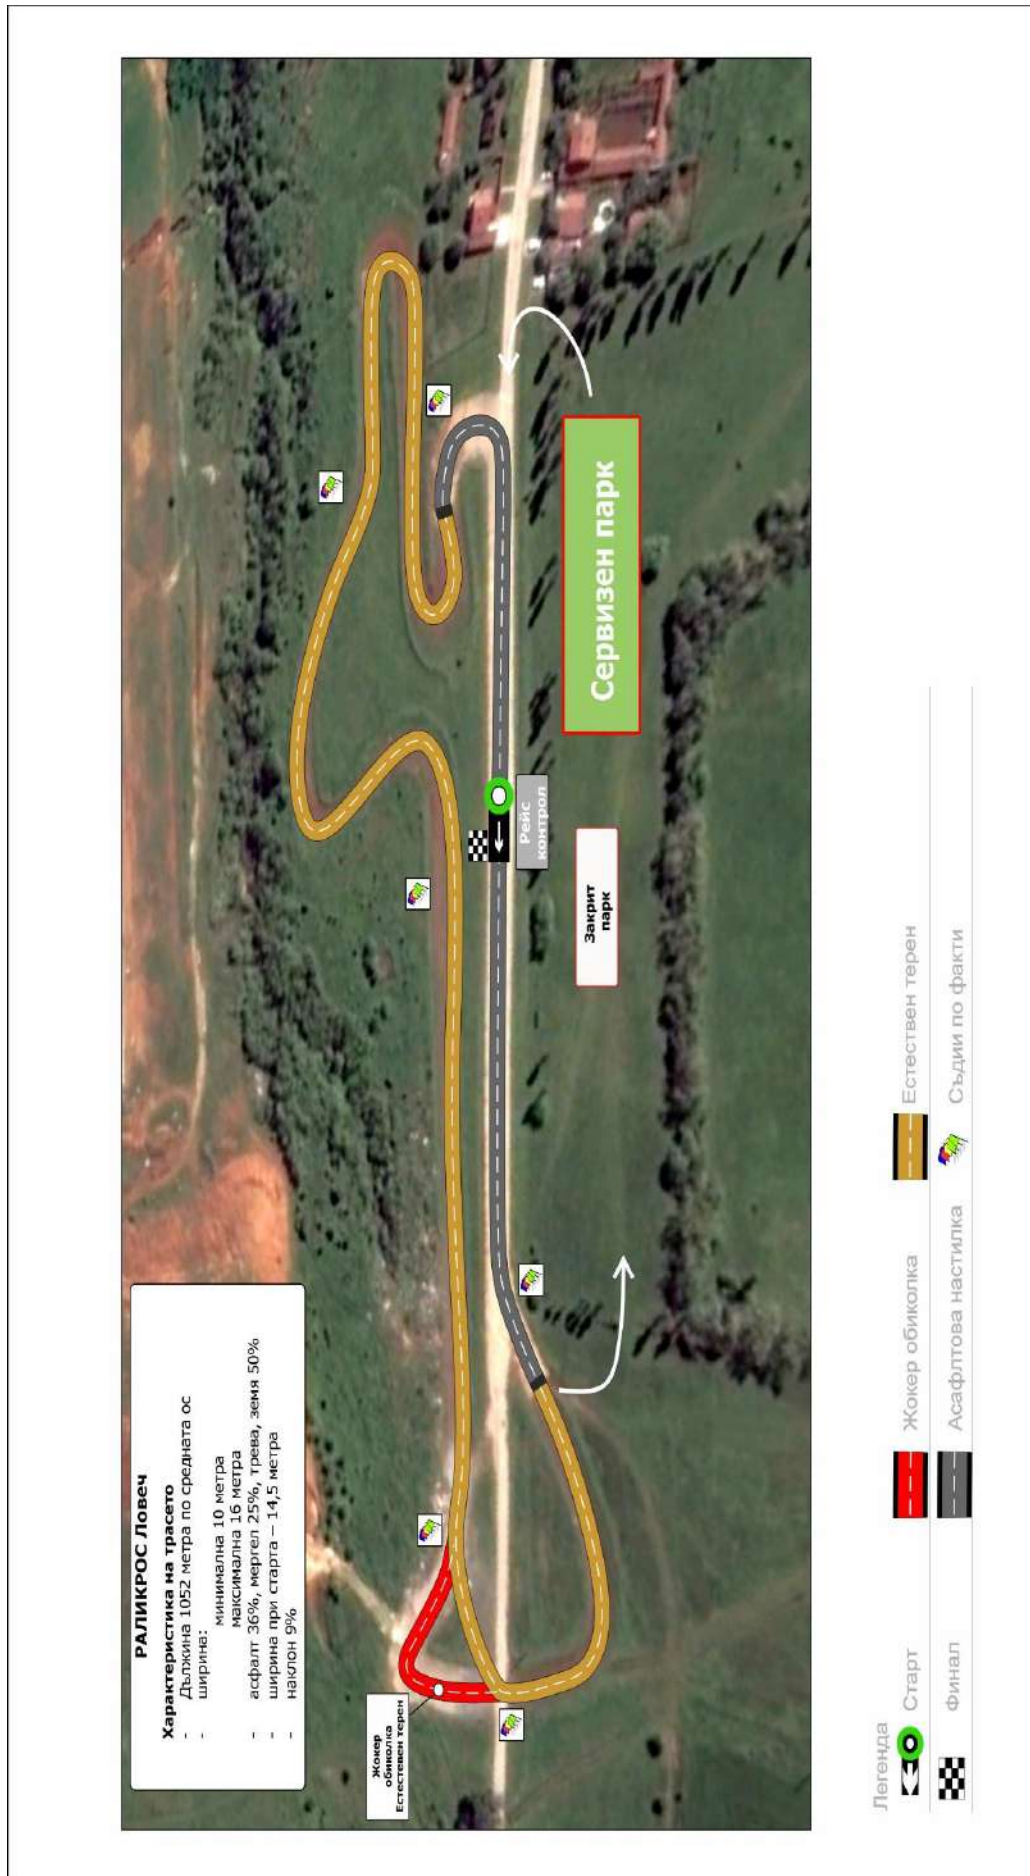 РАЛИКРОС Ловеч
Характеристика на трасето
- Дължина 1052 метра по средната ос
- ширина:
минимална 10 метра
максимална 16 метра
- асфалт 36%, мергел 25%, трева, земя 50%
- ширина при старта – 14,5 метра
- наклон 9%
Жокер
обиколка
Естествен терен
Рейс
контрол
Закрит
парк
Сервизен парк
Легенда
Старт
Жокер обиколка
Естествен терен
Финал
Асафлтова настилка
Съдии по факти